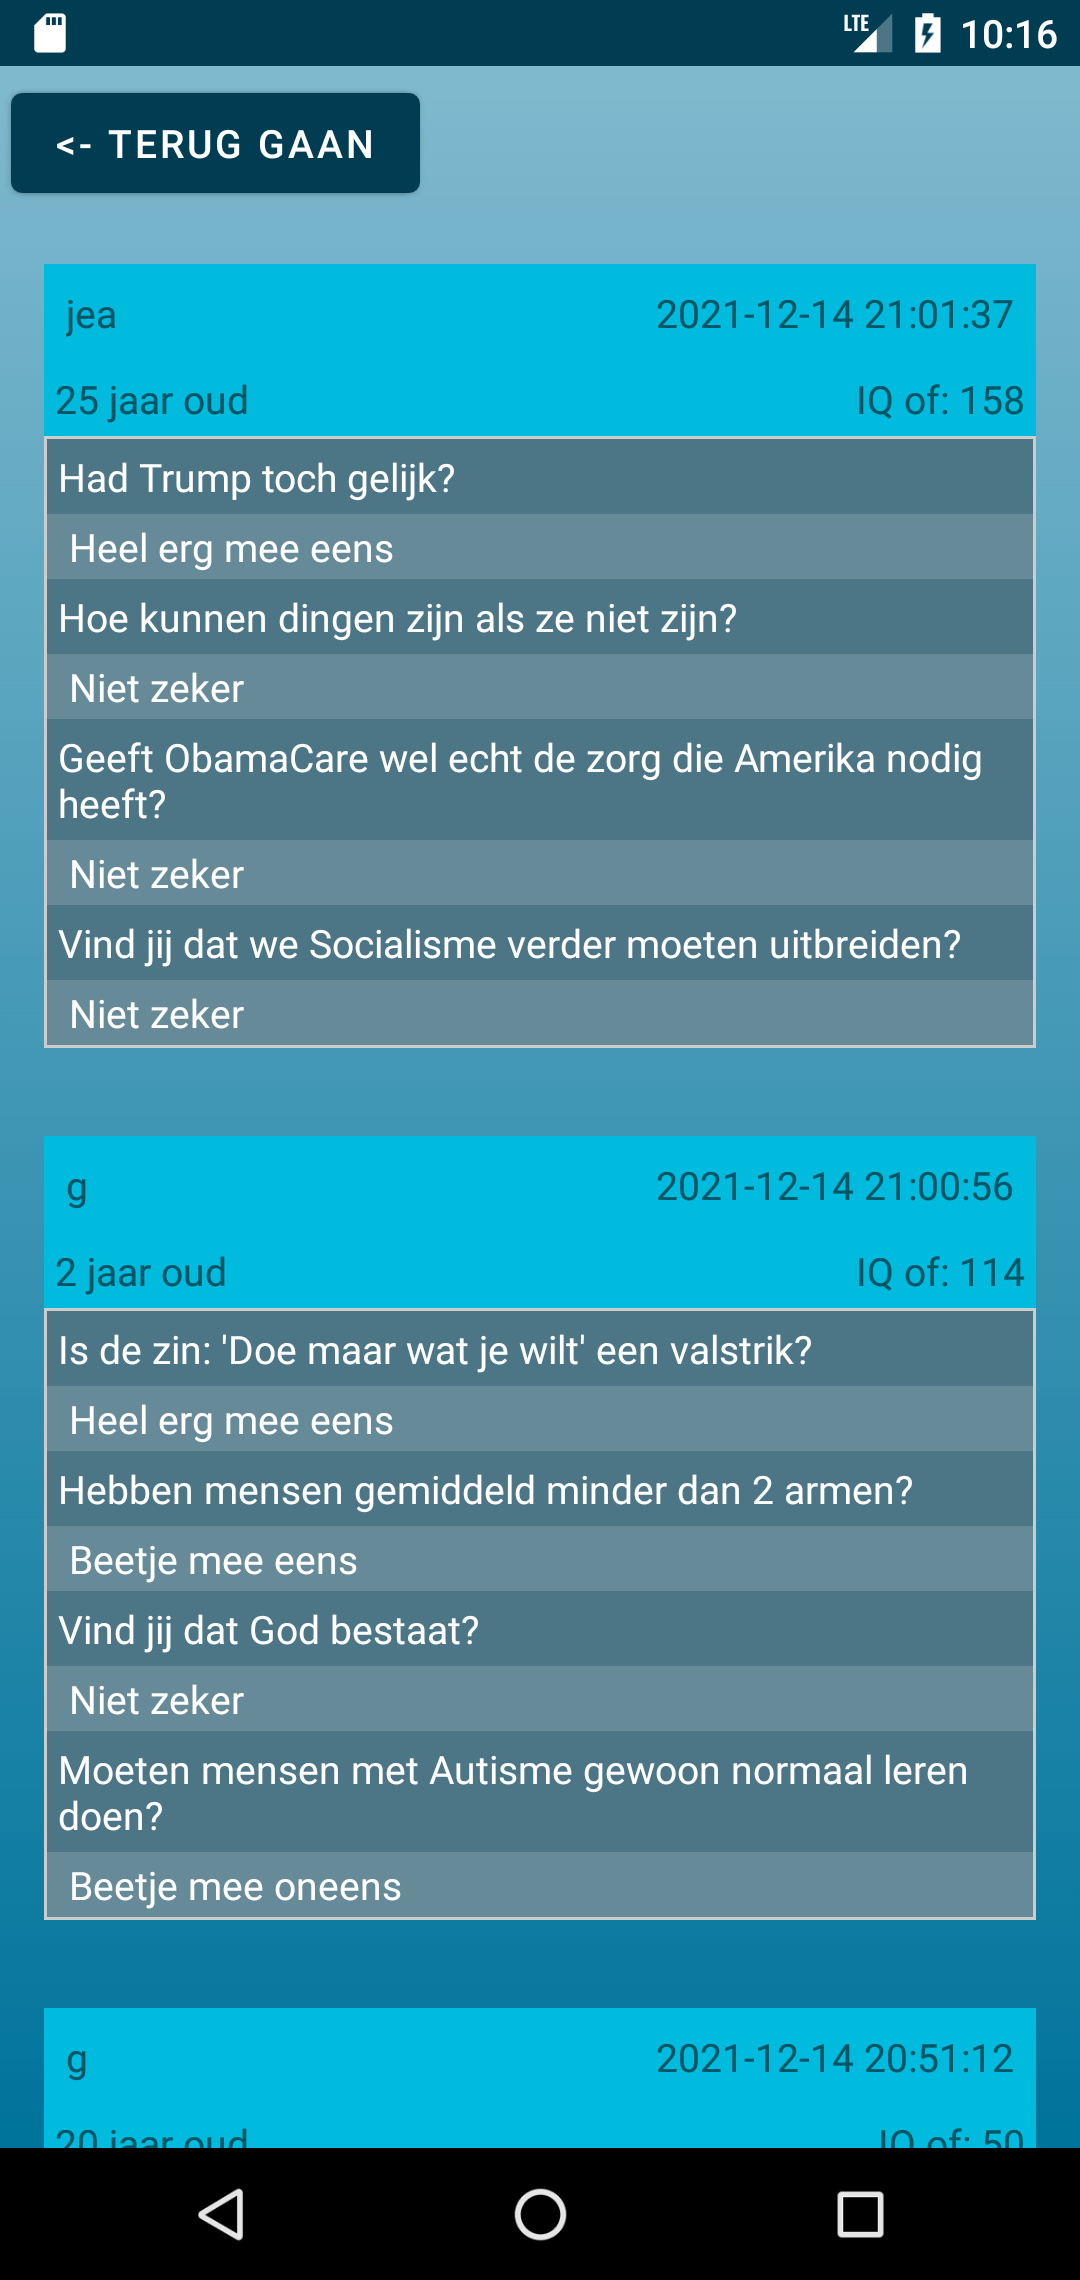 LTE 10:16
<- TERUG GAAN
jea 2021-12-14 21:01:37
25 jaar oud IQ of: 158
Had Trump toch gelijk?
Heel erg mee eens
Hoe kunnen dingen zijn als ze niet zijn?
Niet zeker
Geeft ObamaCare wel echt de zorg die Amerika nodig
heeft?
Niet zeker
Vind jij dat we Socialisme verder moeten uitbreiden?
Niet zeker
g 2021-12-14 21:00:56
2 jaar oud IQ of: 114
Is de zin: 'Doe maar wat je wilt' een valstrik?
Heel erg mee eens
Hebben mensen gemiddeld minder dan 2 armen?
Beetje mee eens
Vind jij dat God bestaat?
Niet zeker
Moeten mensen met Autisme gewoon normaal leren
doen?
Beetje mee oneens
g 2021-12-14 20:51:12
20 jaar oud IQ of: 50